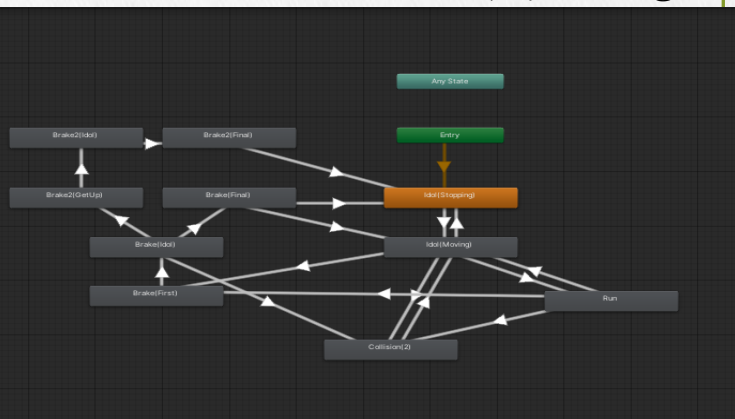 Any State
Brake2(Idol)
Brake2(Final)
Entry
Brake2(GetUp)
Brake(Final)
Idol(Stopping)
Brake(Idol)
Idol(Moving)
Brake(First)
Run
Collision(2)